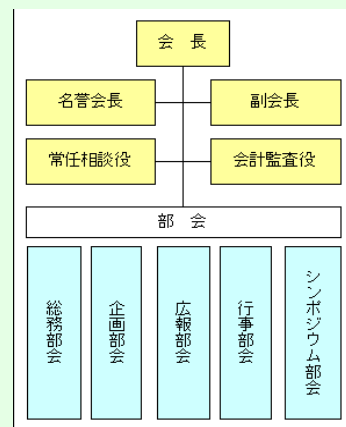 会 長
名誉会長
副会長
常任相談役
会計監査役
部 会
総務部会
企画部会
広報部会
行事部会
シンポジウム部会